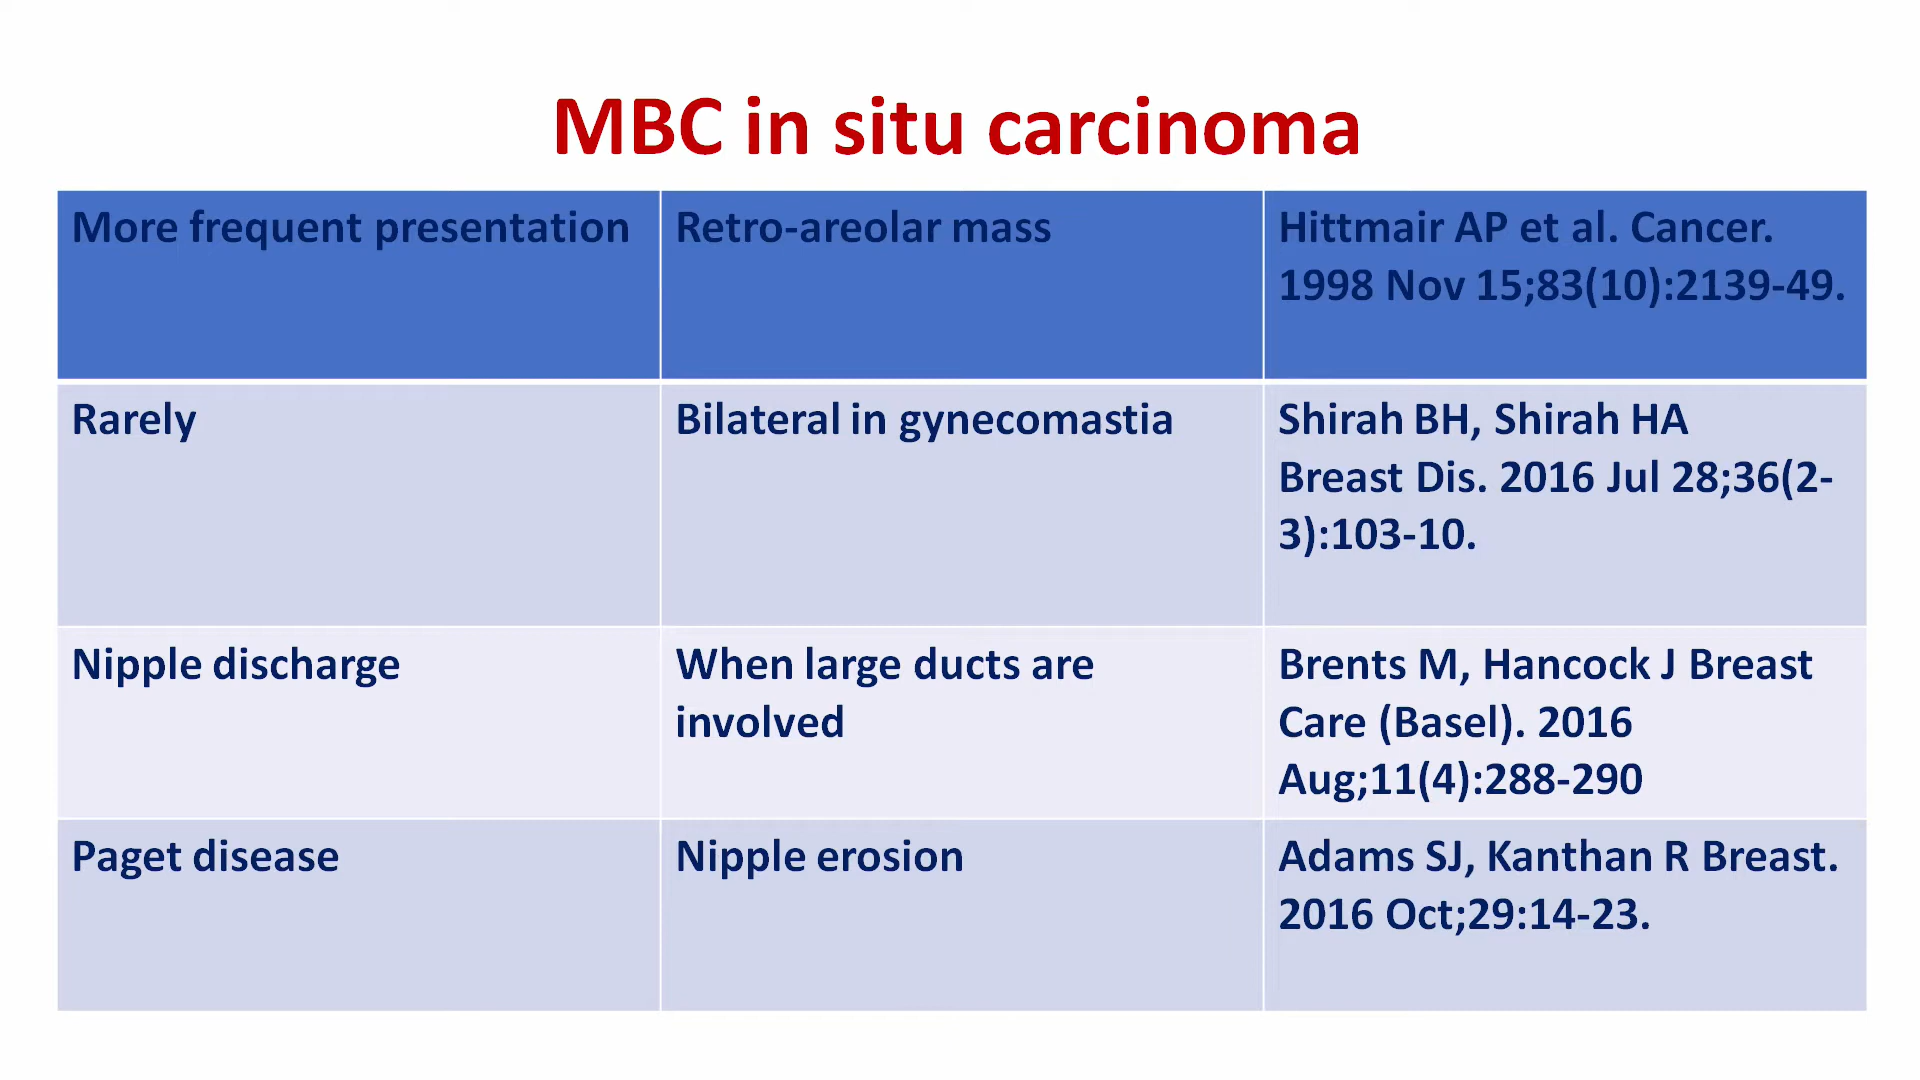 MBC in situ carcinoma
More frequent presentation
Retro-areolar mass
Hittmair AP et al. Cancer.
1998 Nov 15;83(10):2139-49.
Rarely
Bilateral in gynecomastia
Shirah BH, Shirah HA
Breast Dis. 2016 Jul 28;36(2-
3):103-10.
Nipple discharge
When large ducts are
involved
Brents M, Hancock J Breast
Care (Basel). 2016
Aug;11(4):288-290
Paget disease
Nipple erosion
Adams SJ, Kanthan R Breast.
2016 Oct;29:14-23.